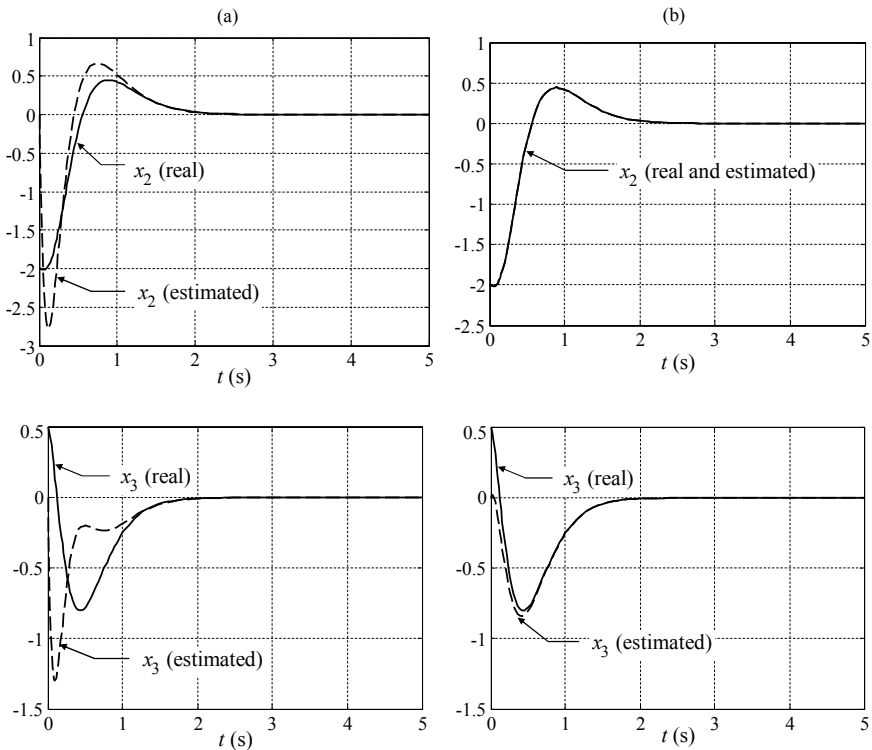 (a)
1
0.5
0
-0.5
-1
-1.5
-2
-2.5
-3
x2 (real)
x2 (estimated)
0 1 2 3 4 5
t (s)
(b)
1
0.5
0
-0.5
-1
-1.5
-2
-2.5
x2 (real and estimated)
0 1 2 3 4 5
t (s)
0.5
0
-0.5
-1
-1.5
x3 (real)
x3 (estimated)
0 1 2 3 4 5
t (s)
0.5
0
-0.5
-1
-1.5
x3 (real)
x3 (estimated)
0 1 2 3 4 5
t (s)